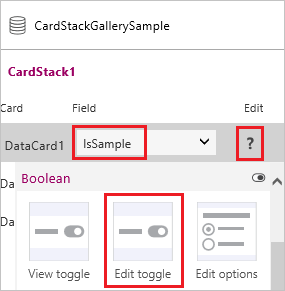 CardStackGallerySample
CardStack1
Card Field Edit
DataCard1 IsSample ?
Da
Boolean
Da
View toggle Edit toggle Edit options